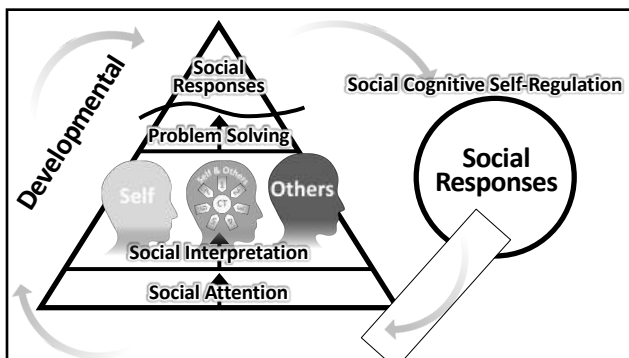 Developmental
Social
Responses
Problem Solving
Self
Self & Others
CT
Others
Social Interpretation
Social Attention
Social Cognitive Self-Regulation
Social
Responses